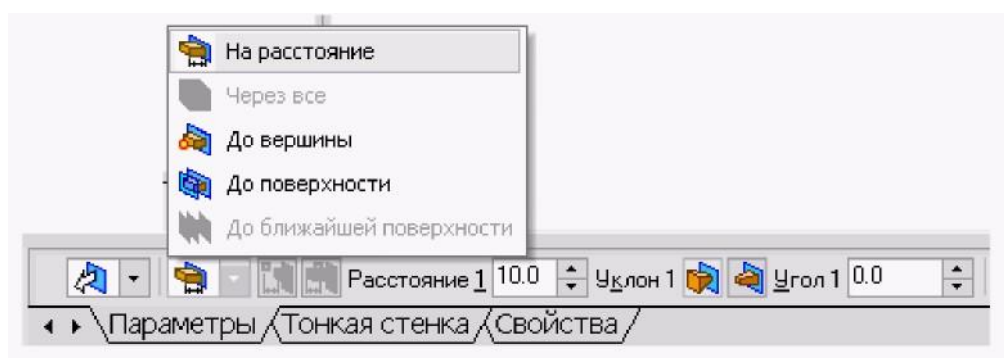 На расстояние
Через все
До вершины
До поверхности
До ближайшей поверхности
Расстояние 1 10.0 Уклон 1 Угол 1 0.0
Параметры Тонкая стенка Свойства